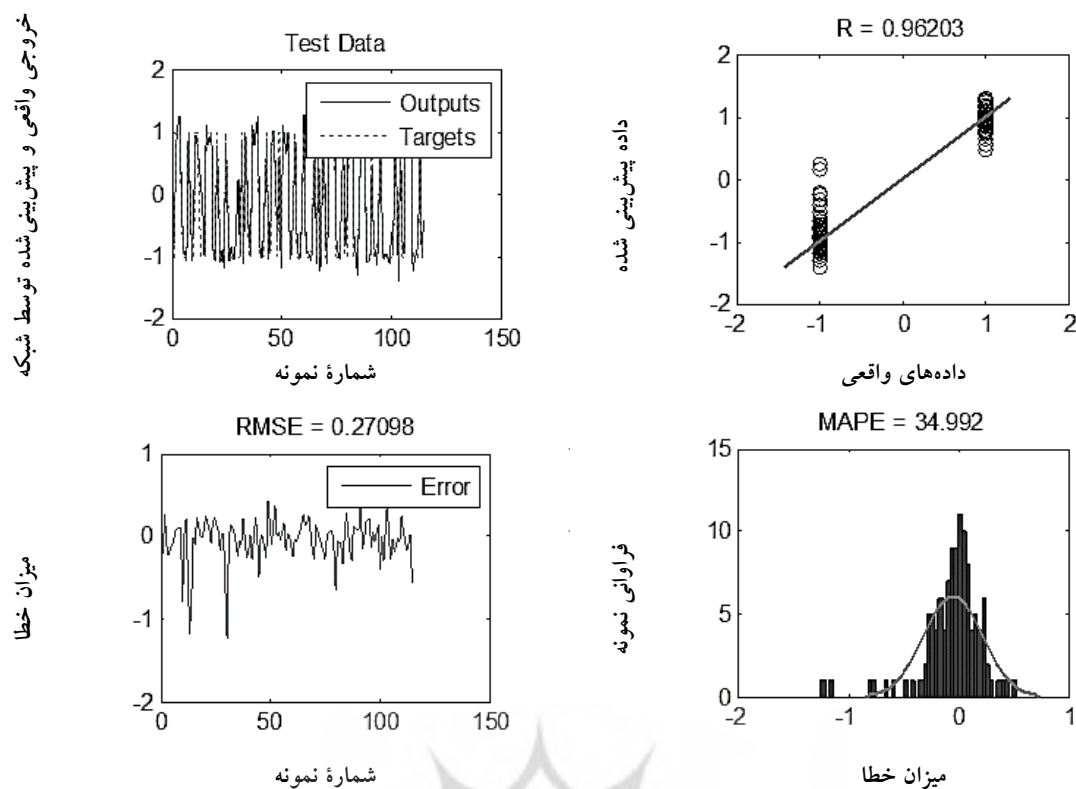 Test Data
خروجی واقعی و پیش‌بینی‌شده توسط شبکه
2
1
0
-1
-2
Outputs
Targets
0
50
100
150
شمارۀ نمونه
R = 0.96203
داده پیش‌بینی شده
2
1
0
-1
-2
-2
-1
0
1
2
داده‌های واقعی
RMSE = 0.27098
میزان خطا
1
0
-1
-2
Error
0
50
100
150
شمارۀ نمونه
MAPE = 34.992
فراوانی نمونه
15
10
5
0
-2
-1
0
1
میزان خطا